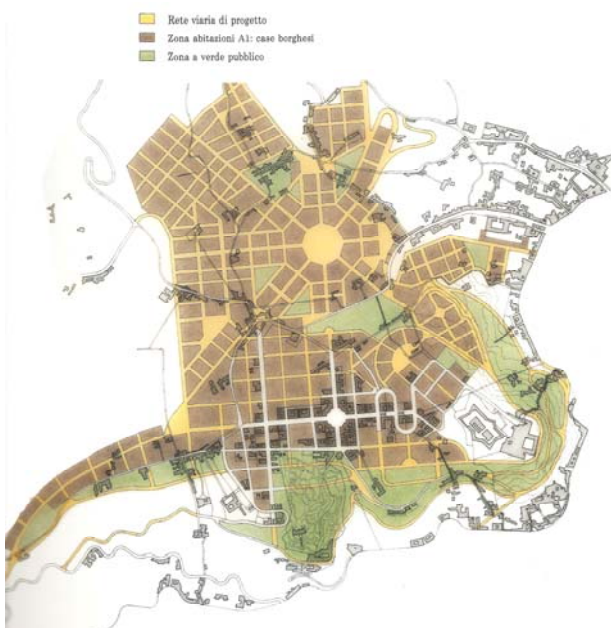 Rete viaria di progetto
Zona abitazioni A1: case borghesi
Zona a verde pubblico